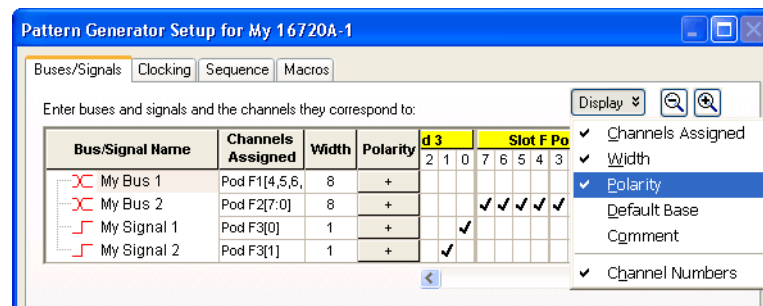 Pattern Generator Setup for My 16720A-1
Buses/Signals Clocking Sequence Macros
Enter buses and signals and the channels they correspond to:
Display
Bus/Signal Name Channels Assigned Width Polarity d 3 Slot F Po
2 1 0 7 6 5 4 3
My Bus 1 Pod F1[4,5,6, 8 +
My Bus 2 Pod F2[7:0] 8 +
My Signal 1 Pod F3[0] 1 +
My Signal 2 Pod F3[1] 1 +
Channels Assigned
Width
Polarity
Default Base
Comment
Channel Numbers